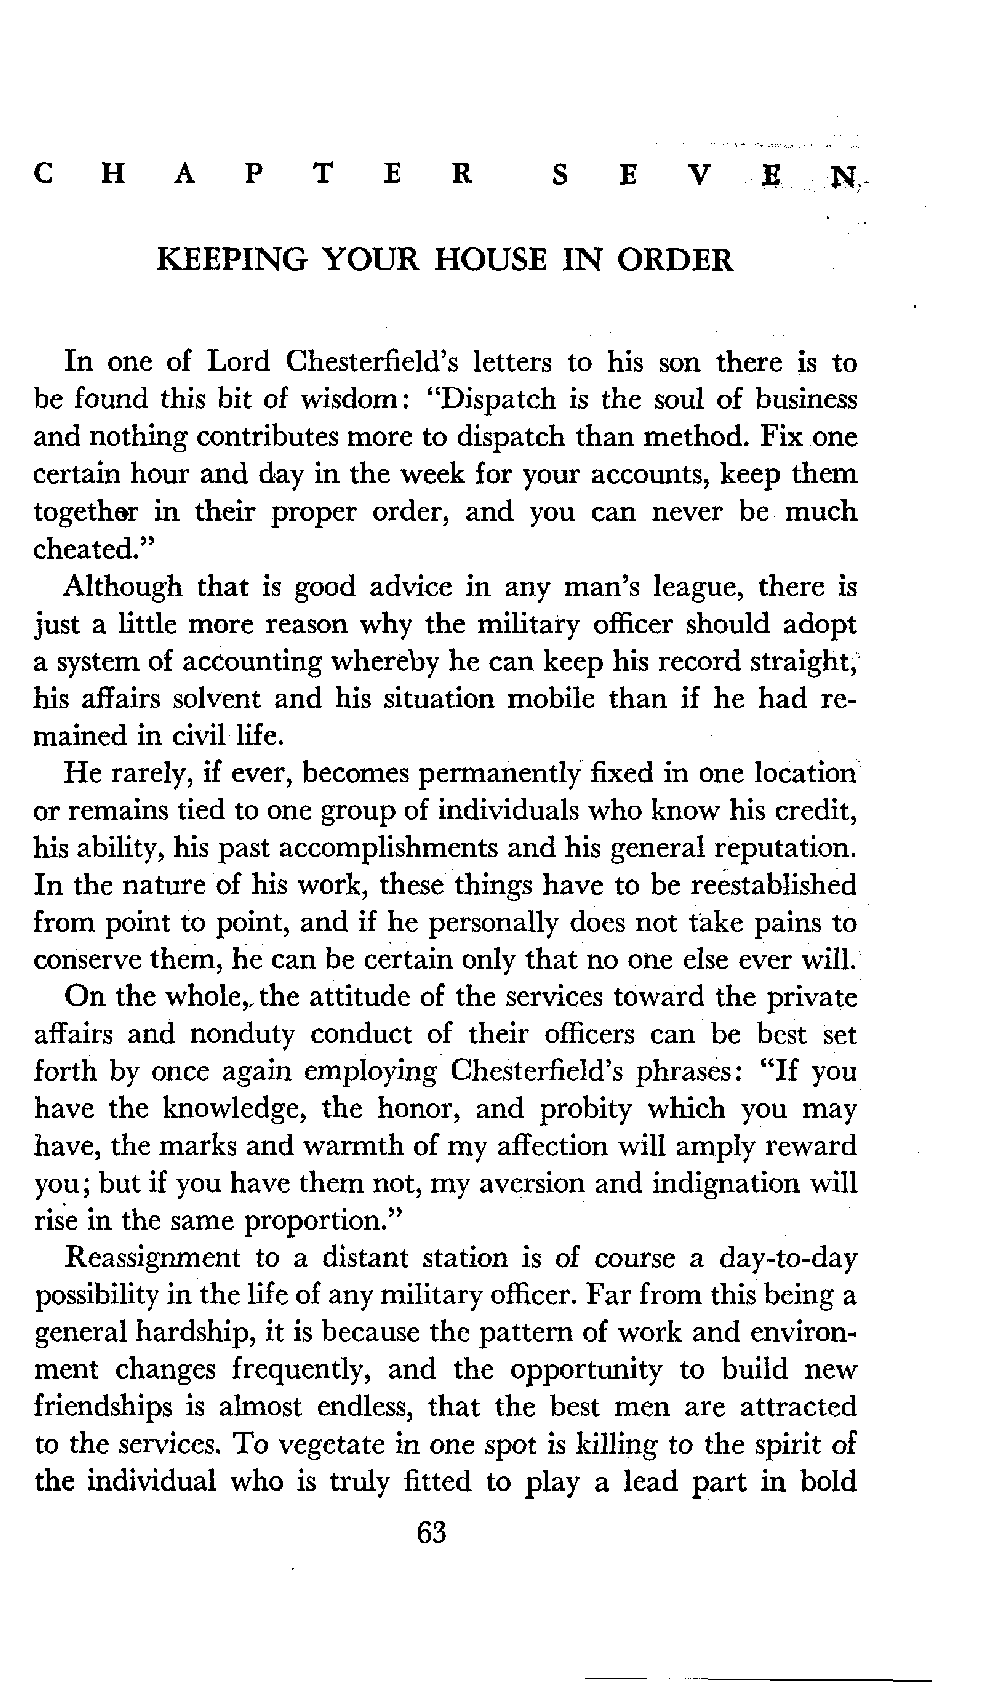 CHAPTER SEVEN
KEEPING YOUR HOUSE IN ORDER
In one of Lord Chesterfield's letters to his son there is to
be found this bit of wisdom: "Dispatch is the soul of business
and nothing contributes more to dispatch than method. Fix one
certain hour and day in the week for your accounts, keep them
together in their proper order, and you can never be much
cheated."
Although that is good advice in any man's league, there is
just a little more reason why the military officer should adopt
a system of accounting whereby he can keep his record straight,
his affairs solvent and his situation mobile than if he had re-
mained in civil life.
He rarely, if ever, becomes permanently fixed in one location
or remains tied to one group of individuals who know his credit,
his ability, his past accomplishments and his general reputation.
In the nature of his work, these things have to be reestablished
from point to point, and if he personally does not take pains to
conserve them, he can be certain only that no one else ever will.
On the whole, the attitude of the services toward the private
affairs and nonduty conduct of their officers can be best set
forth by once again employing Chesterfield's phrases: "If you
have the knowledge, the honor, and probity which you may
have, the marks and warmth of my affection will amply reward
you; but if you have them not, my aversion and indignation will
rise in the same proportion."
Reassignment to a distant station is of course a day-to-day
possibility in the life of any military officer. Far from this being a
general hardship, it is because the pattern of work and environ-
ment changes frequently, and the opportunity to build new
friendships is almost endless, that the best men are attracted
to the services. To vegetate in one spot is killing to the spirit of
the individual who is truly fitted to play a lead part in bold
63